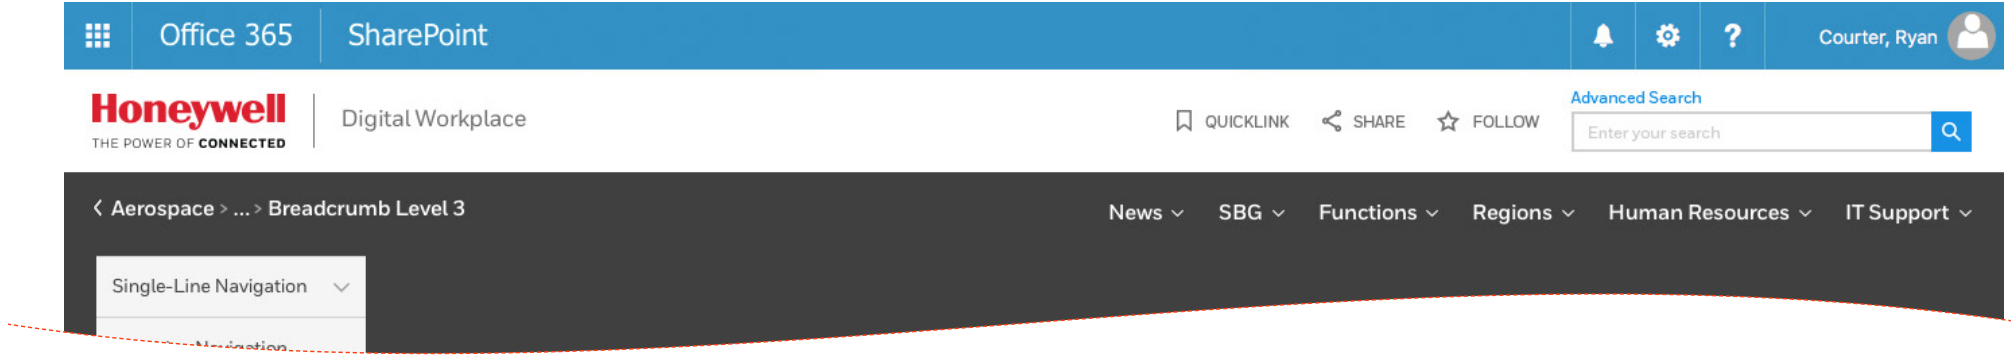 Office 365 SharePoint ? Courter, Ryan
Honeywell
THE POWER OF CONNECTED
Digital Workplace
QUICKLINK SHARE FOLLOW
Advanced Search
Enter your search
Aerospace > ... > Breadcrumb Level 3
News SBG Functions Regions Human Resources IT Support
Single-Line Navigation
Navigation